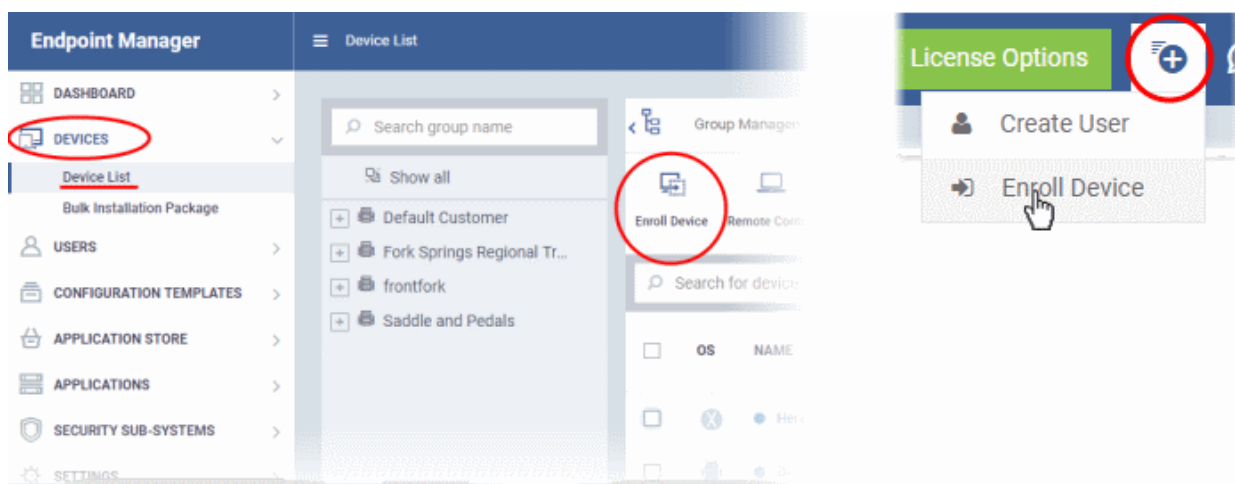 Endpoint Manager
Device List
License Options
Create User
Enroll Device
DASHBOARD
DEVICES
Device List
Bulk Installation Package
USERS
CONFIGURATION TEMPLATES
APPLICATION STORE
APPLICATIONS
SECURITY SUB-SYSTEMS
SETTINGS
Search group name
Show all
Default Customer
Fork Springs Regional Tr...
frontfork
Saddle and Pedals
Group Manage
Enroll Device
Remote Con
Search for device
OS NAME